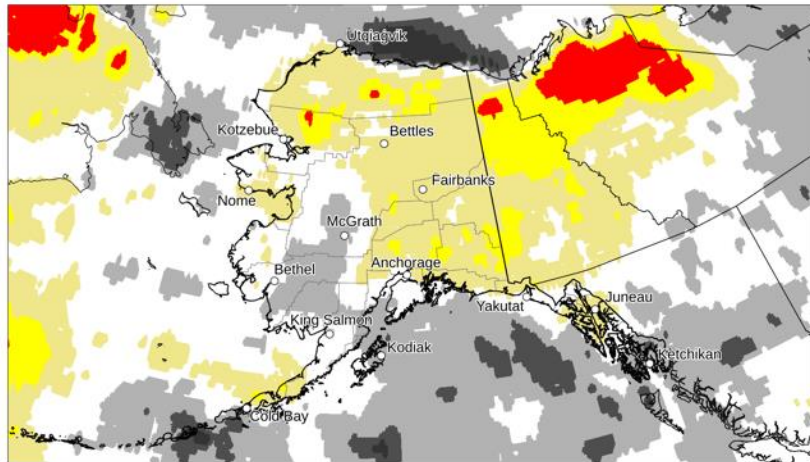 Utqiagvik
Kotzebue
Bettles
Fairbanks
Nome
McGrath
Anchorage
Bethel
Yakutat
Juneau
King Salmon
Kodiak
Ketchikan
Cold Bay